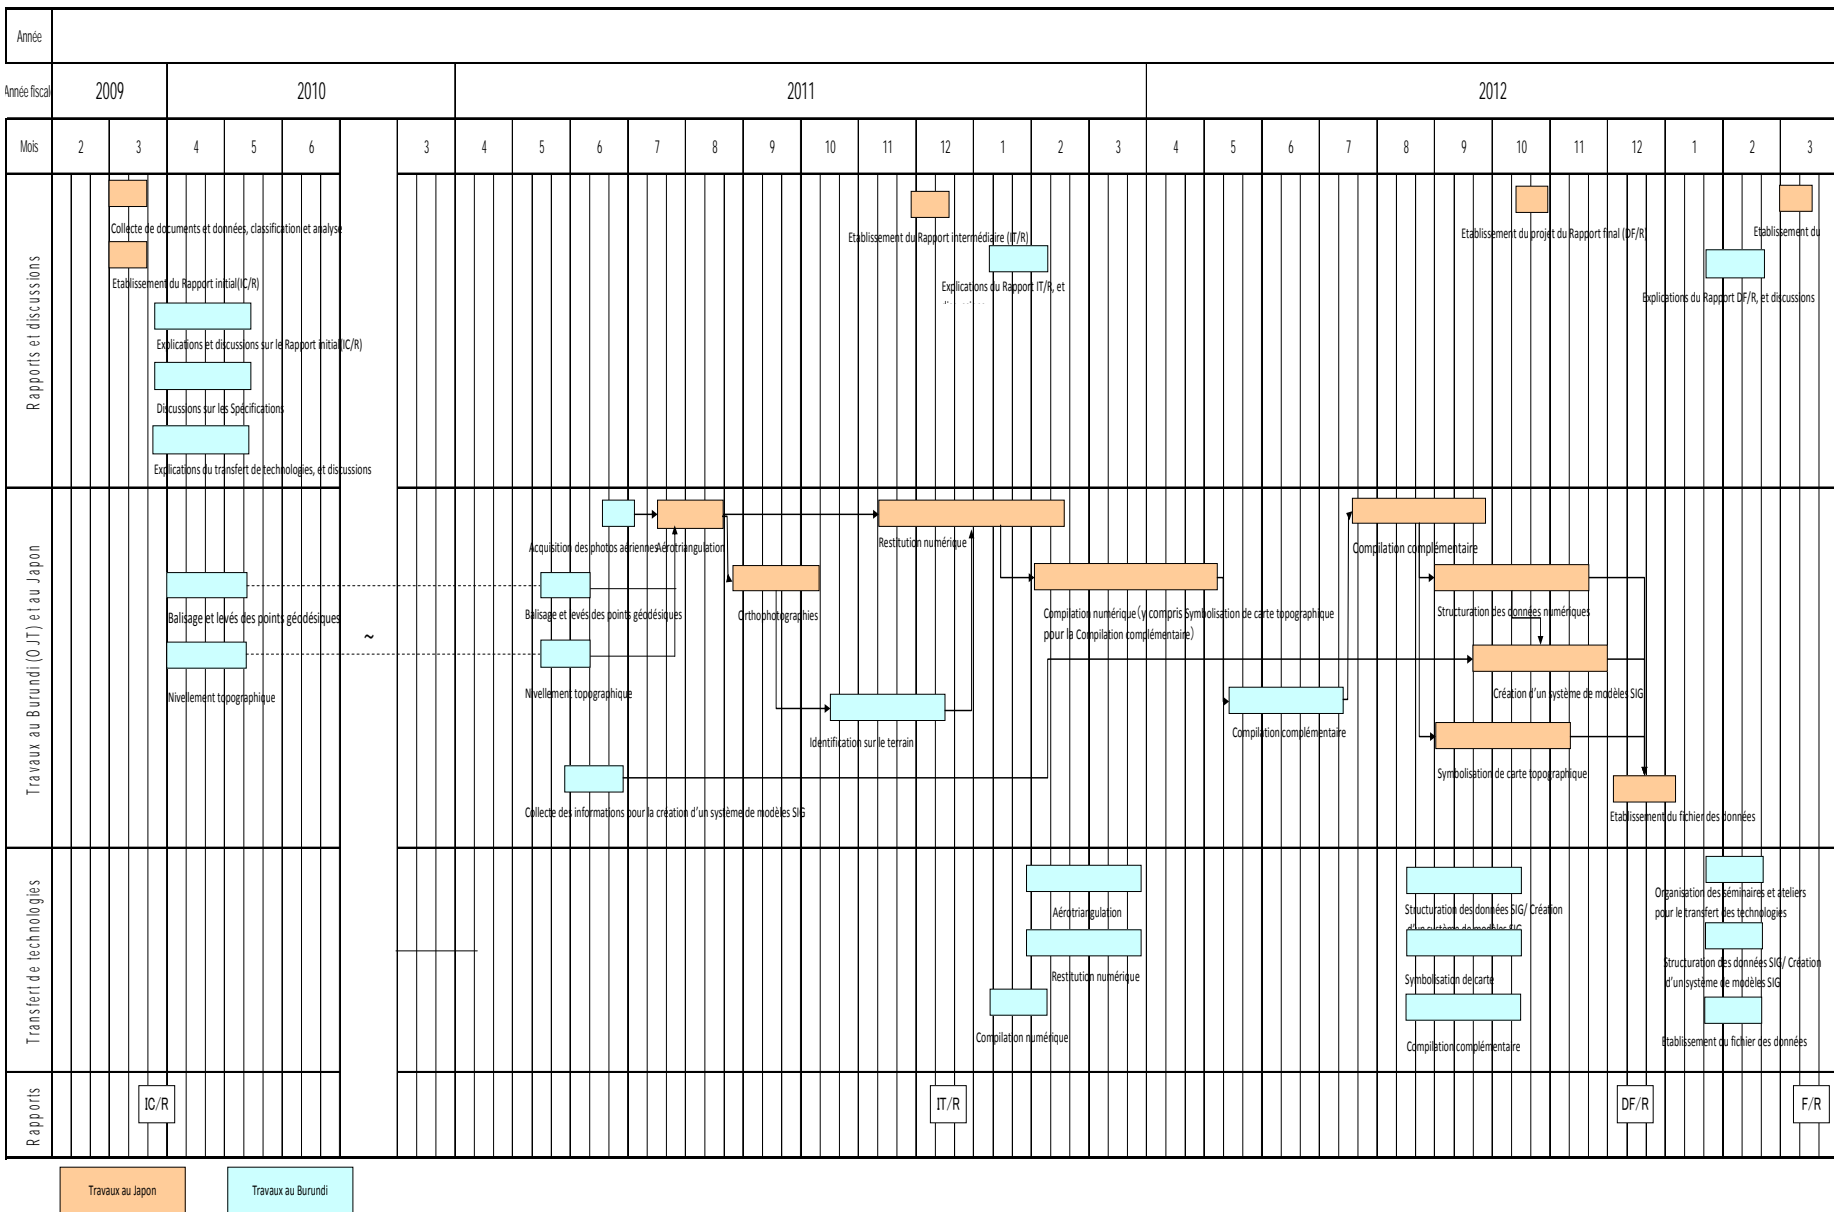 Année
Année fiscal
2009
2010
2011
2012
Mois
2
3
4
5
6
3
4
5
6
7
8
9
10
11
12
1
2
3
4
5
6
7
8
9
10
11
12
1
2
3
Rapports et discussions
Collecte de documents et données, classification et analyse
Etablissement du Rapport initial(IC/R)
Explications et discussions sur le Rapport initial(IC/R)
Discussions sur les Spécifications
Explications du transfert de technologies, et discussions
Etablissement du Rapport intermédiaire (IT/R)
Explications du Rapport IT/R, et
Etablissement du projet du Rapport final (DF/R)
Explications du Rapport DF/R, et discussions
Etablissement du
Travaux au Burundi (OJT) et au Japon
Balisage et levés des points géodésiques
Nivellement topographique
~
Acquisition des photos aériennes
Aérotriangulation
Balisage et levés des points géodésiques
Nivellement topographique
Orthophotographies
Identification sur le terrain
Collecte des informations pour la création d'un système de modèles SIG
Restitution numérique
Compilation numérique (y compris Symbolisation de carte topographique
pour la Compilation complémentaire)
Compilation complémentaire
Compilation complémentaire
Structuration des données numériques
Création d'un système de modèles SIG
Symbolisation de carte topographique
Etablissement du fichier des données
Transfert de technologies
Aérotriangulation
Restitution numérique
Compilation numérique
Structuration des données SIG/ Création
d'un système de modèles SIG
Symbolisation de carte
Compilation complémentaire
Organisation des séminaires et ateliers
pour le transfert des technologies
Structuration des données SIG/ Création
d'un système de modèles SIG
Etablissement du fichier des données
Rapports
IC/R
IT/R
DF/R
F/R
Travaux au Japon
Travaux au Burundi